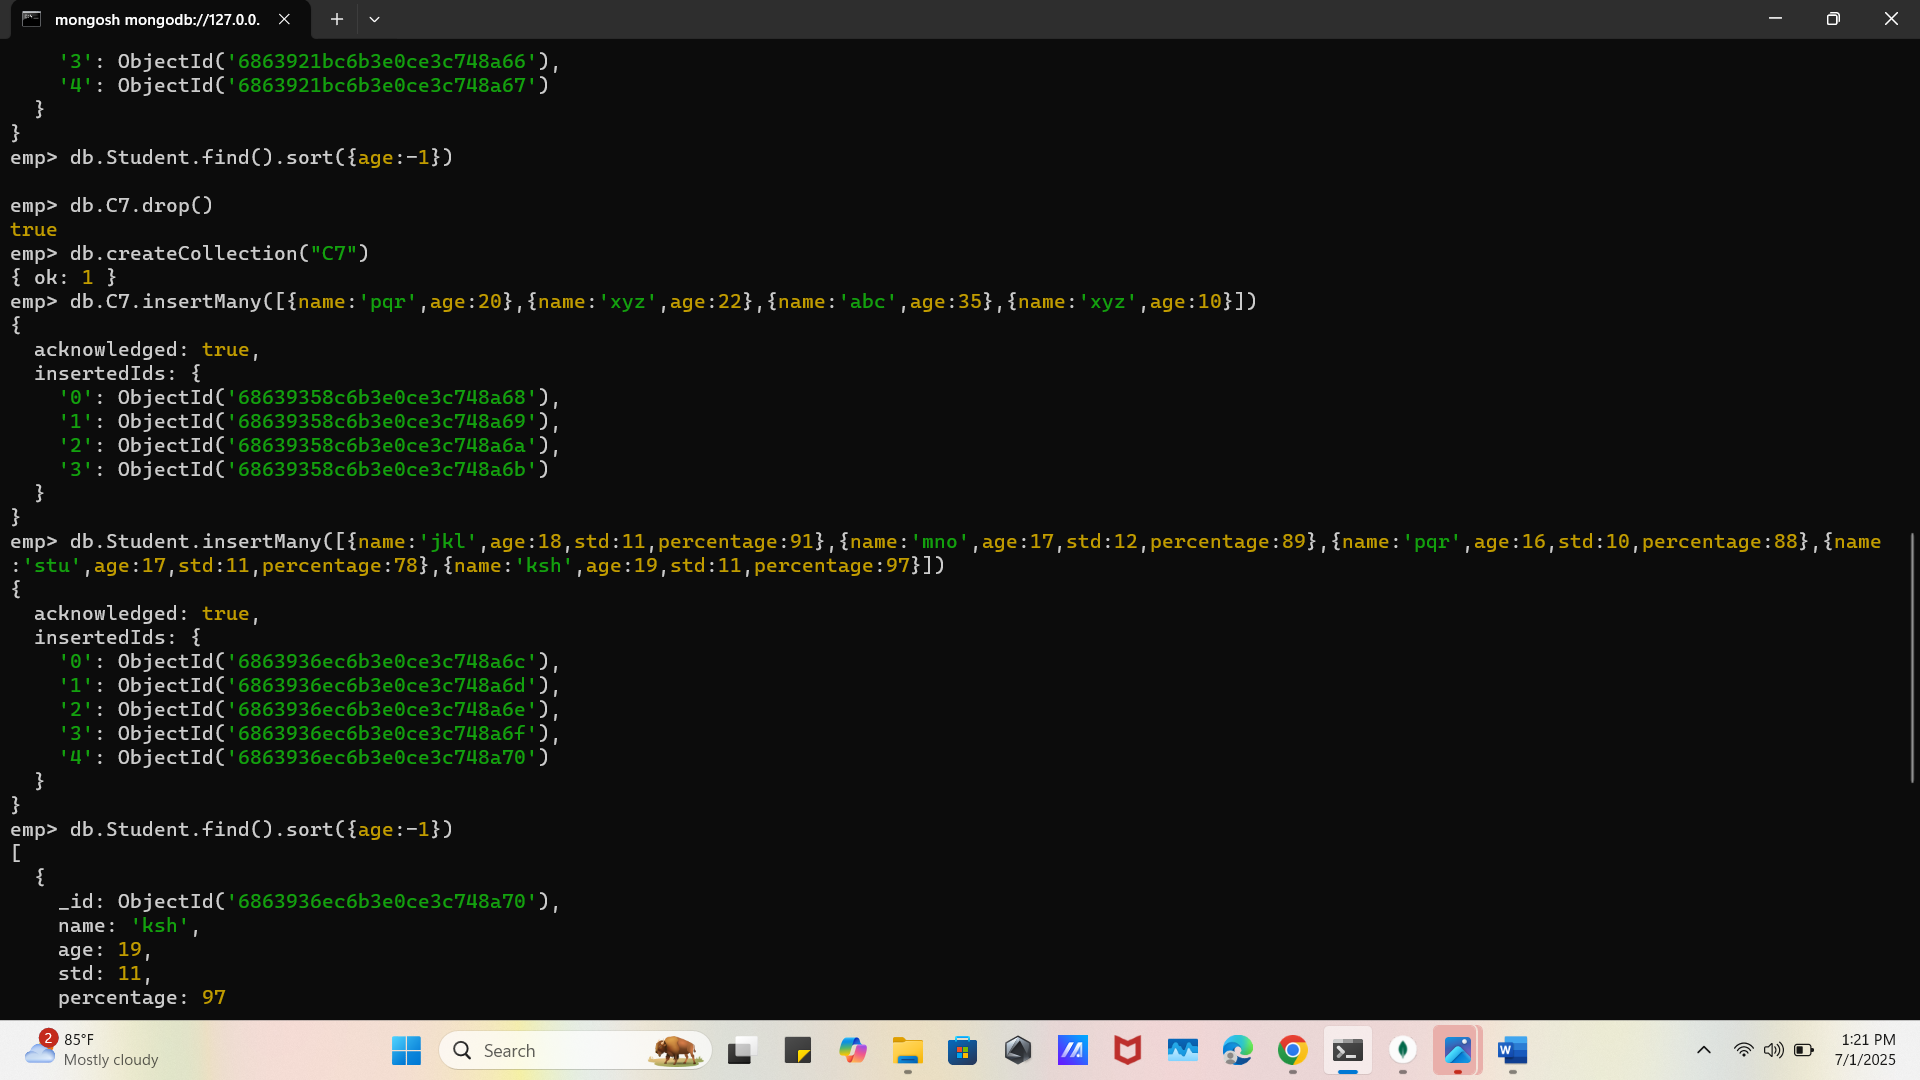 mongosh mongodb://127.0.0.
'3': ObjectId('6863921bc6b3e0ce3c748a66'),
'4': ObjectId('6863921bc6b3e0ce3c748a67')
}
}
emp> db.Student.find().sort({age:-1})
emp> db.C7.drop()
true
emp> db.createCollection("C7")
{ ok: 1 }
emp> db.C7.insertMany([{name:'pqr',age:20},{name:'xyz',age:22},{name:'abc',age:35},{name:'xyz',age:10}])
{
acknowledged: true,
insertedIds: {
'0': ObjectId('68639358c6b3e0ce3c748a68'),
'1': ObjectId('68639358c6b3e0ce3c748a69'),
'2': ObjectId('68639358c6b3e0ce3c748a6a'),
'3': ObjectId('68639358c6b3e0ce3c748a6b')
}
}
emp> db.Student.insertMany([{name:'jkl',age:18,std:11,percentage:91},{name:'mno',age:17,std:12,percentage:89},{name:'pqr',age:16,std:10,percentage:88},{name
:'stu',age:17,std:11,percentage:78},{name:'ksh',age:19,std:11,percentage:97}])
{
acknowledged: true,
insertedIds: {
'0': ObjectId('6863936ec6b3e0ce3c748a6c'),
'1': ObjectId('6863936ec6b3e0ce3c748a6d'),
'2': ObjectId('6863936ec6b3e0ce3c748a6e'),
'3': ObjectId('6863936ec6b3e0ce3c748a6f'),
'4': ObjectId('6863936ec6b3e0ce3c748a70')
}
}
emp> db.Student.find().sort({age:-1})
[
{
_id: ObjectId('6863936ec6b3e0ce3c748a70'),
name: 'ksh',
age: 19,
std: 11,
percentage: 97
2
85°F
Mostly cloudy
Search
W
1:21 PM
7/1/2025